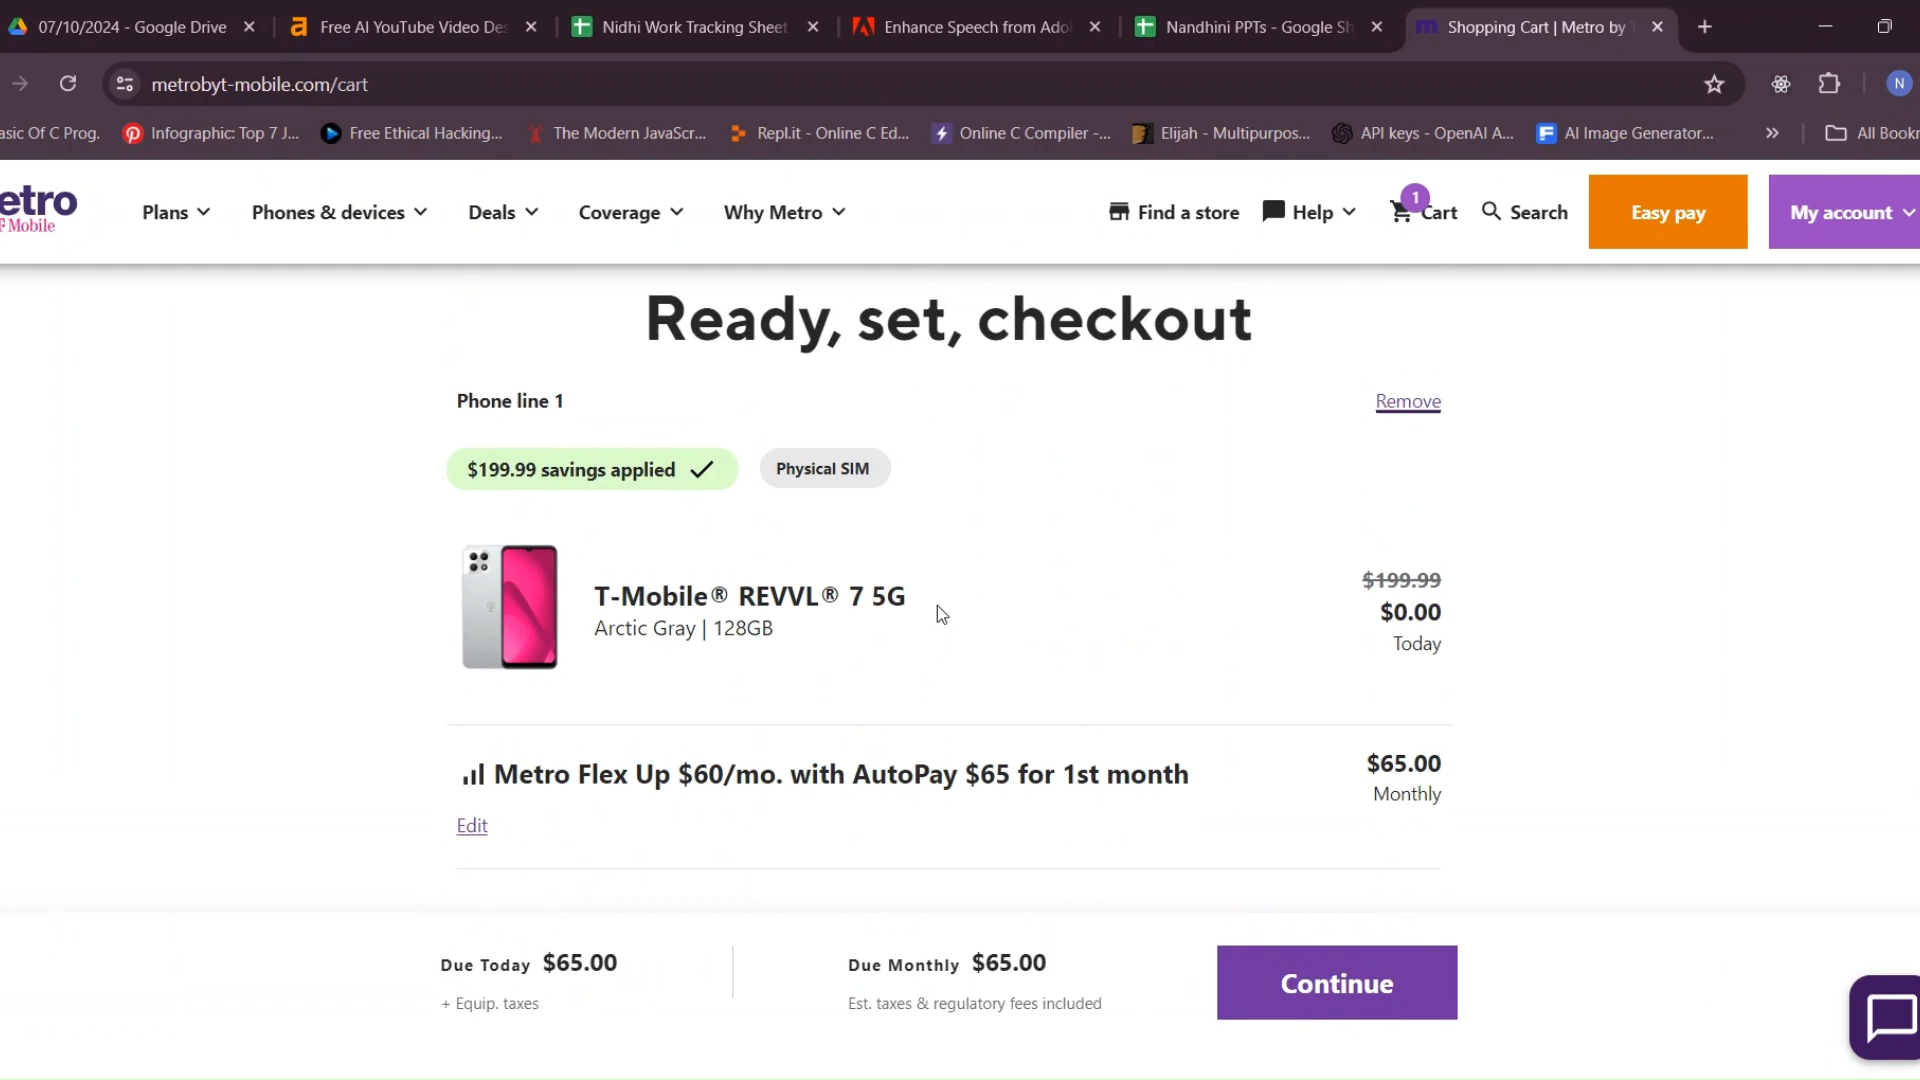 07/10/2024 - Google Drive
Free AI YouTube Video Des
Nidhi Work Tracking Sheet
Enhance Speech from Ado
Nandhini PPTs - Google Sh
Shopping Cart | Metro by T
metrobyt-mobile.com/cart
N
asic Of C Prog.
Infographic: Top 7 J...
Free Ethical Hacking...
The Modern JavaScr...
Repl.it - Online C Ed...
Online C Compiler -...
Elijah - Multipurpos...
API keys - OpenAI A...
AI Image Generator...
All Bookr
etro
Mobile
Plans
Phones & devices
Deals
Coverage
Why Metro
Find a store
Help
1
Cart
Search
Easy pay
My account
Ready, set, checkout
Phone line 1
Remove
$199.99 savings applied
Physical SIM
T-Mobile® REVVL® 7 5G
Arctic Gray | 128GB
$199.99
$0.00
Today
Metro Flex Up $60/mo. with AutoPay $65 for 1st month
$65.00
Monthly
Edit
Due Today $65.00
+ Equip. taxes
Due Monthly $65.00
Est. taxes & regulatory fees included
Continue